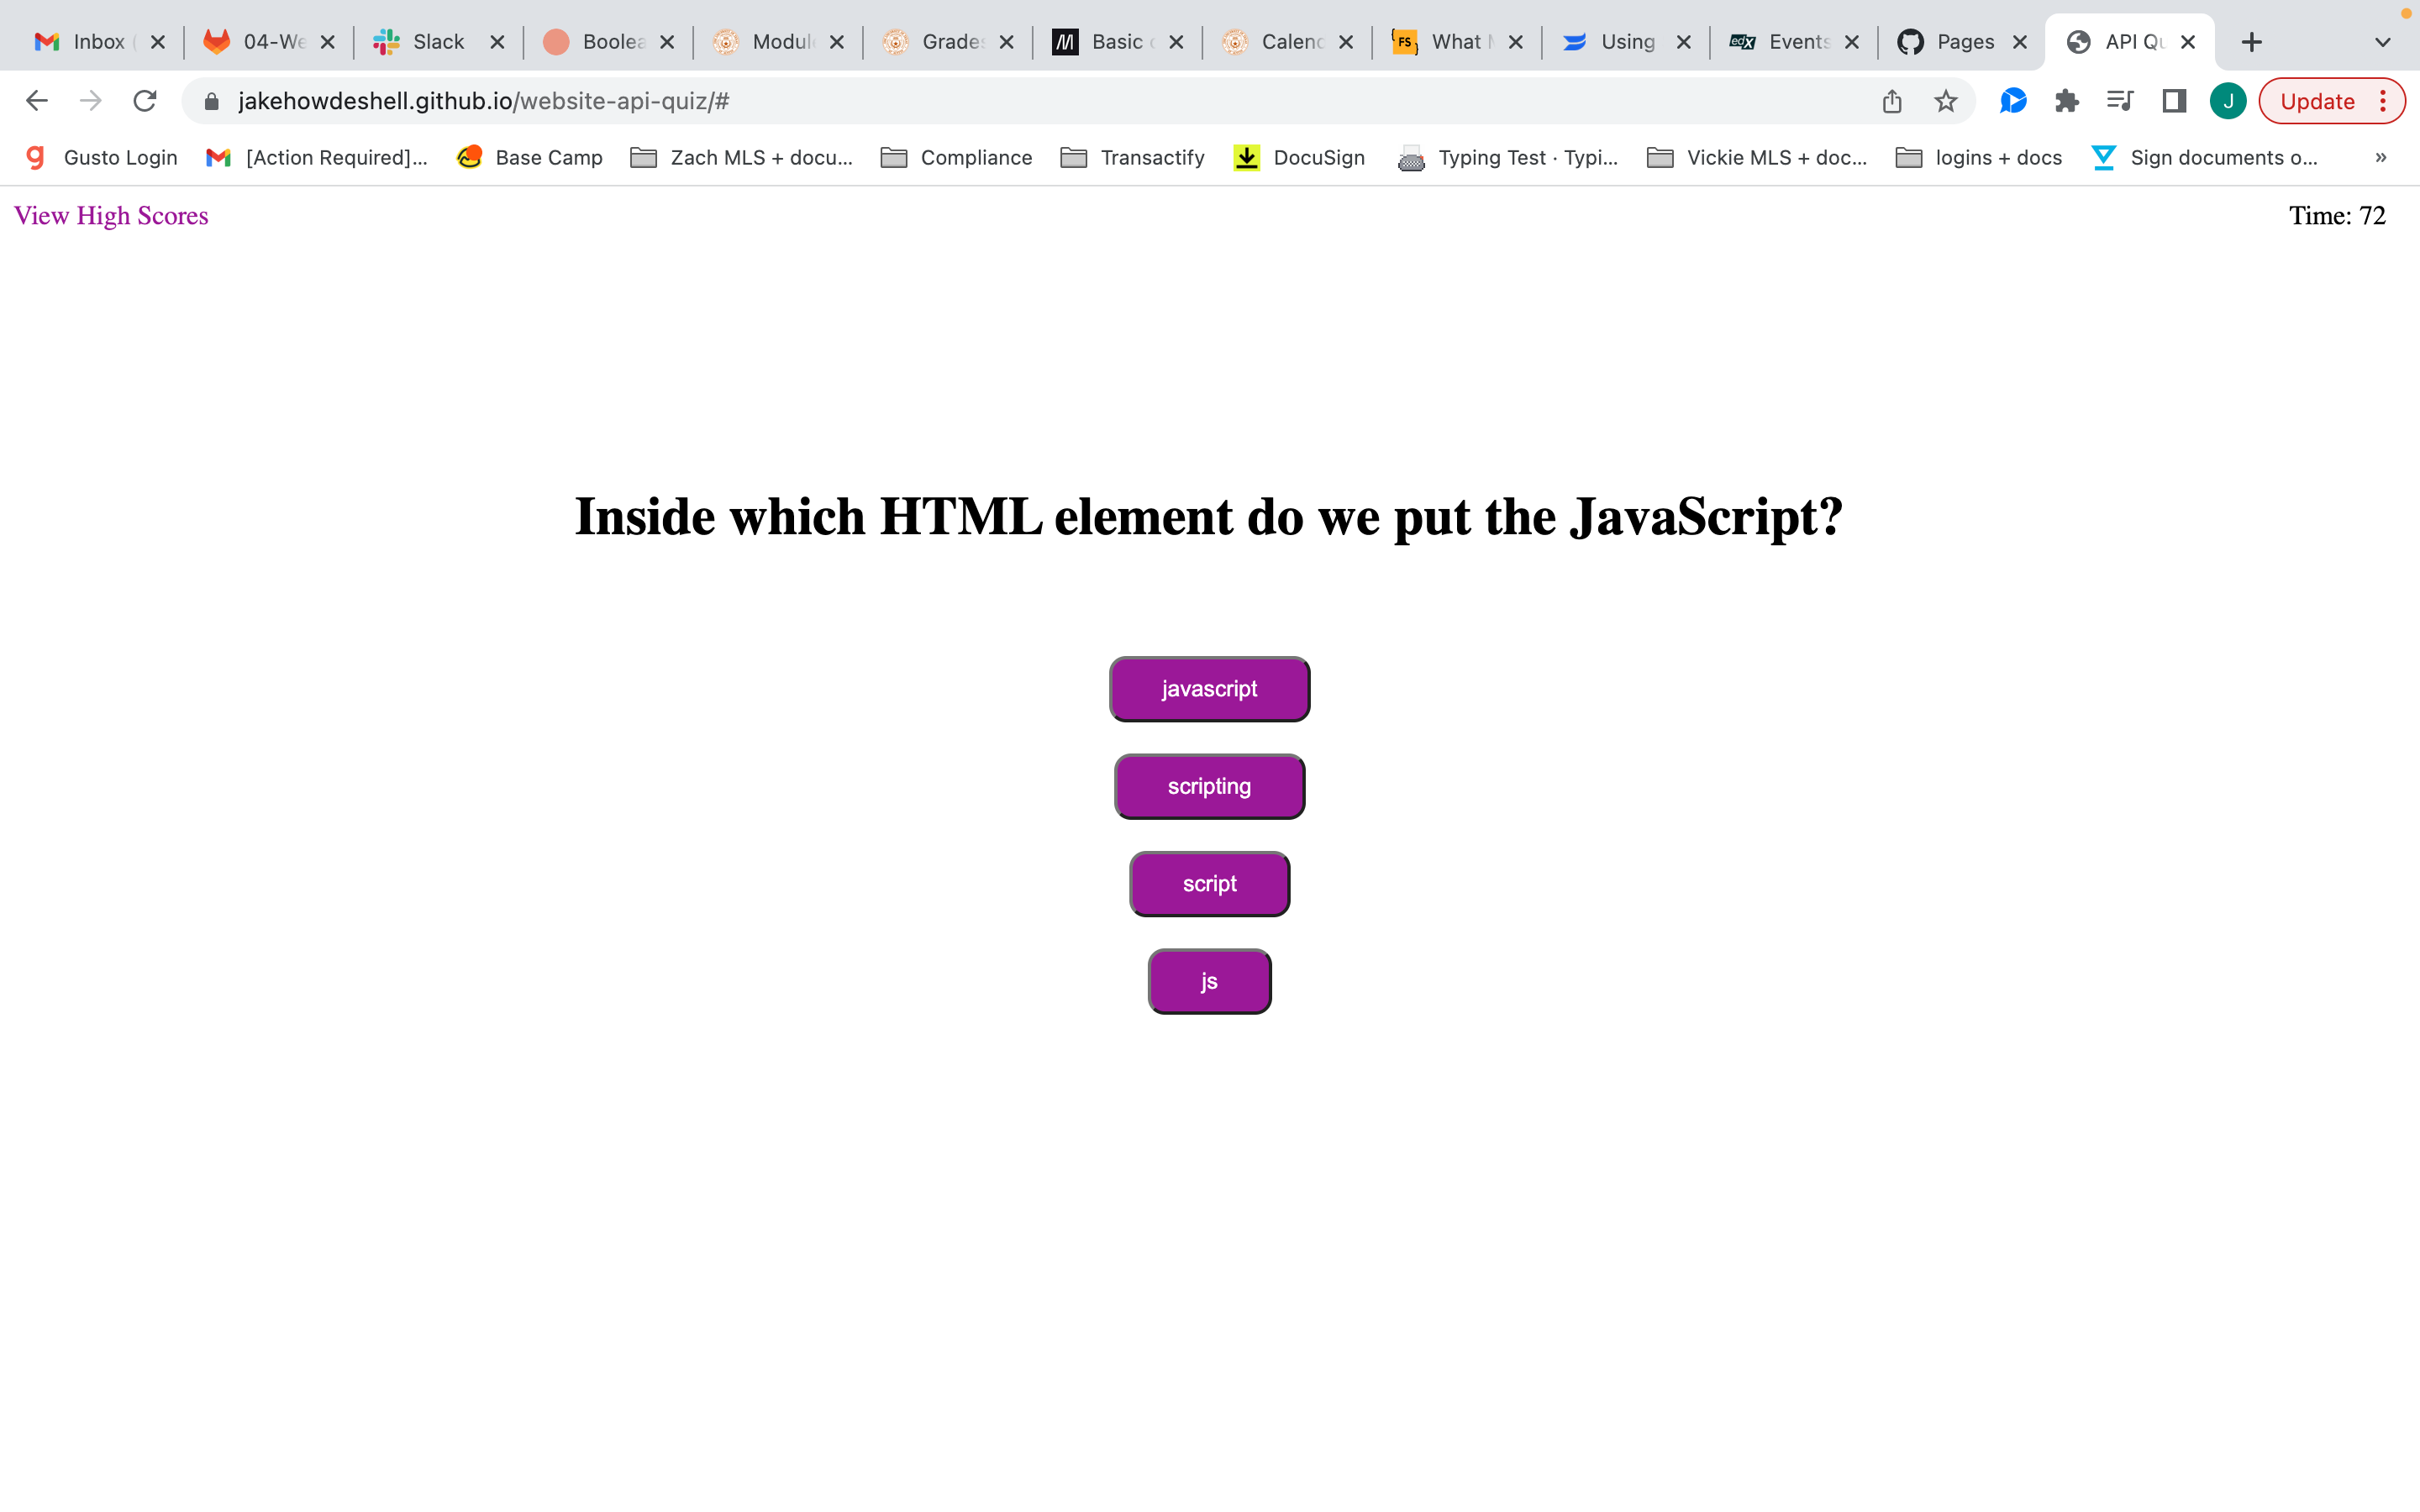 Inbox ( 04-We Slack Boolea Modul Grades Basic c Calenc What M Using Events Pages API Qu
jakehowdeshell.github.io/website-api-quiz/# J Update
Gusto Login [Action Required]... Base Camp Zach MLS + docu... Compliance Transactify DocuSign Typing Test · Typi... Vickie MLS + doc... logins + docs Sign documents o... »
View High Scores Time: 72
Inside which HTML element do we put the JavaScript?
javascript
scripting
script
js